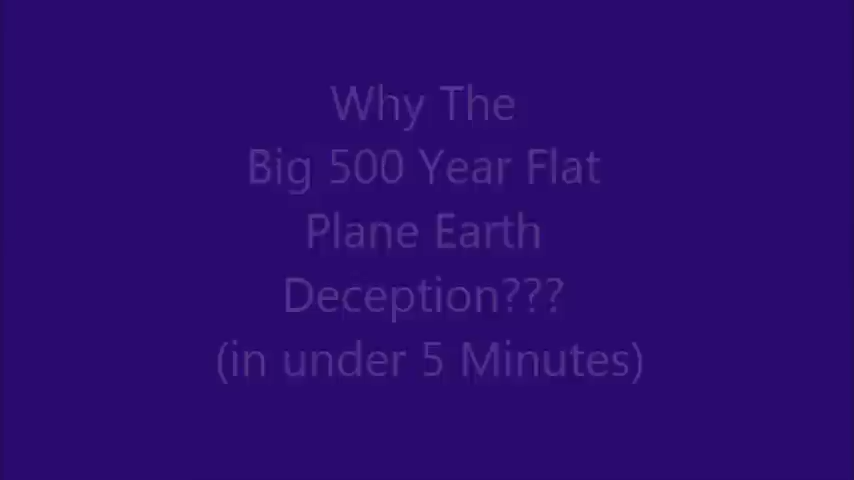 Why The
Big 500 Year Flat
Plane Earth
Deception???
(in under 5 Minutes)